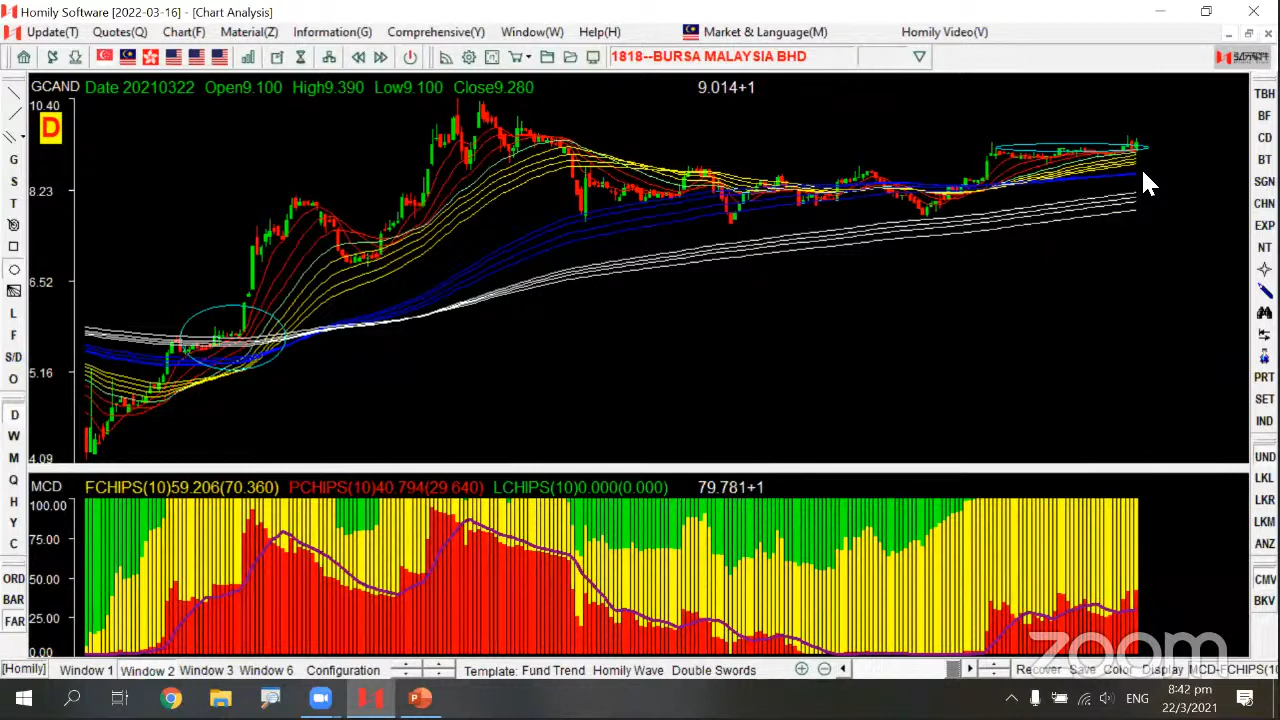 Homily Software [2022-03-16] - [Chart Analysis]
Update(T) Quotes(Z) Chart(F) Material(Z) Information(G) Comprehensive(Y) Window(W) Help(H) Market & Language(M) Homily Video(V)
1818--BURSA MALAYSIA BHD
GCAND Date 20210322 Open9.100 High9.390 Low9.100 Close9.280 9.014+1
10.40
D
8.23
6.52
5.16
4.09
MCD FCHIPS(10)59.206(70.360) PCHIPS(10)40 794(29 640) LCHIPS(10)0.000(0.000) 79.781+1
100.00
75.00
50.00
25.00
0.00
G
S
T
L
F
S/D
O
D
W
M
Q
H
Y
C
ORD
BAR
FAR
TBH
BF
CD
BT
SGN
CHN
EXP
NT
PRT
SET
IND
UND
LKL
LKR
LKM
ANZ
CMV
BKV
zoom
[Homily] Window 1 Window 2 Window 3 Window 6 Configuration Template: Fund Trend Homily Wave Double Swords Recover Save Color Display MCD-FCHIPS(10
ENG
8:42 pm
22/3/2021